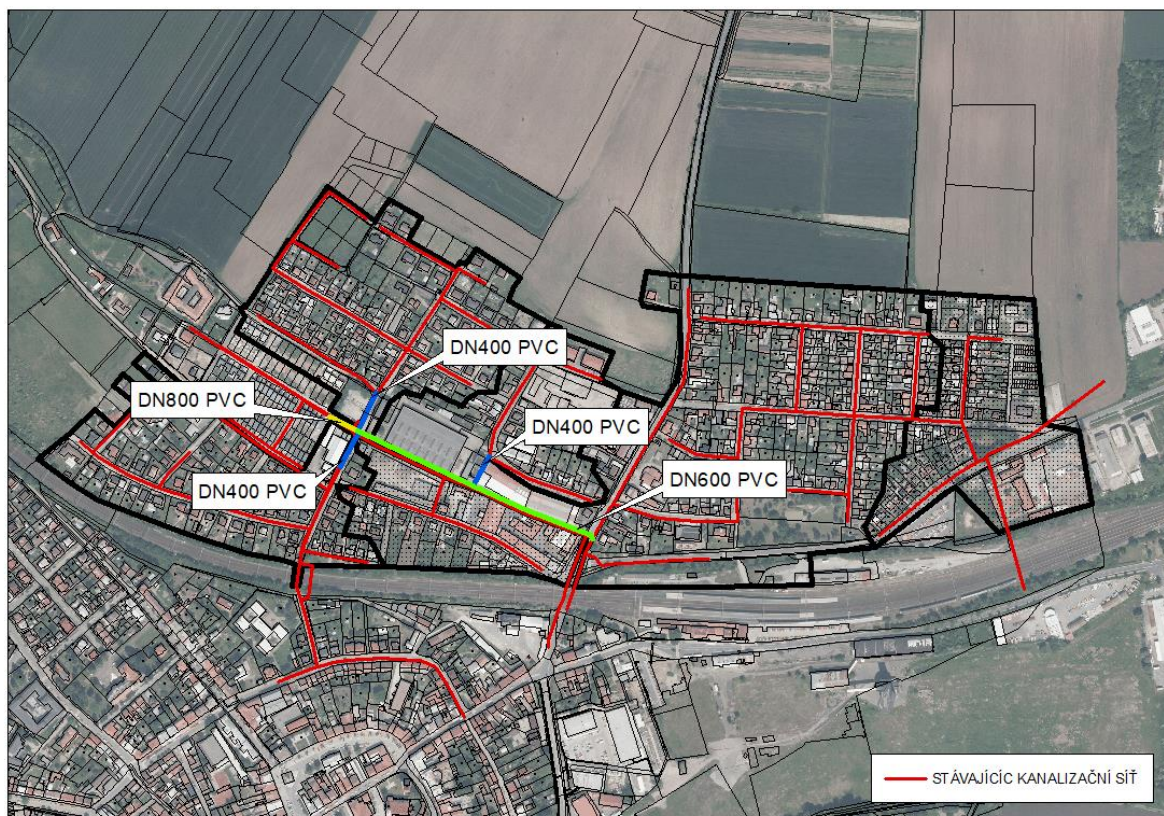 DN400 PVC
DN800 PVC
DN400 PVC
DN400 PVC
DN600 PVC
STÁVAJÍCÍC KANALIZAČNÍ SÍŤ